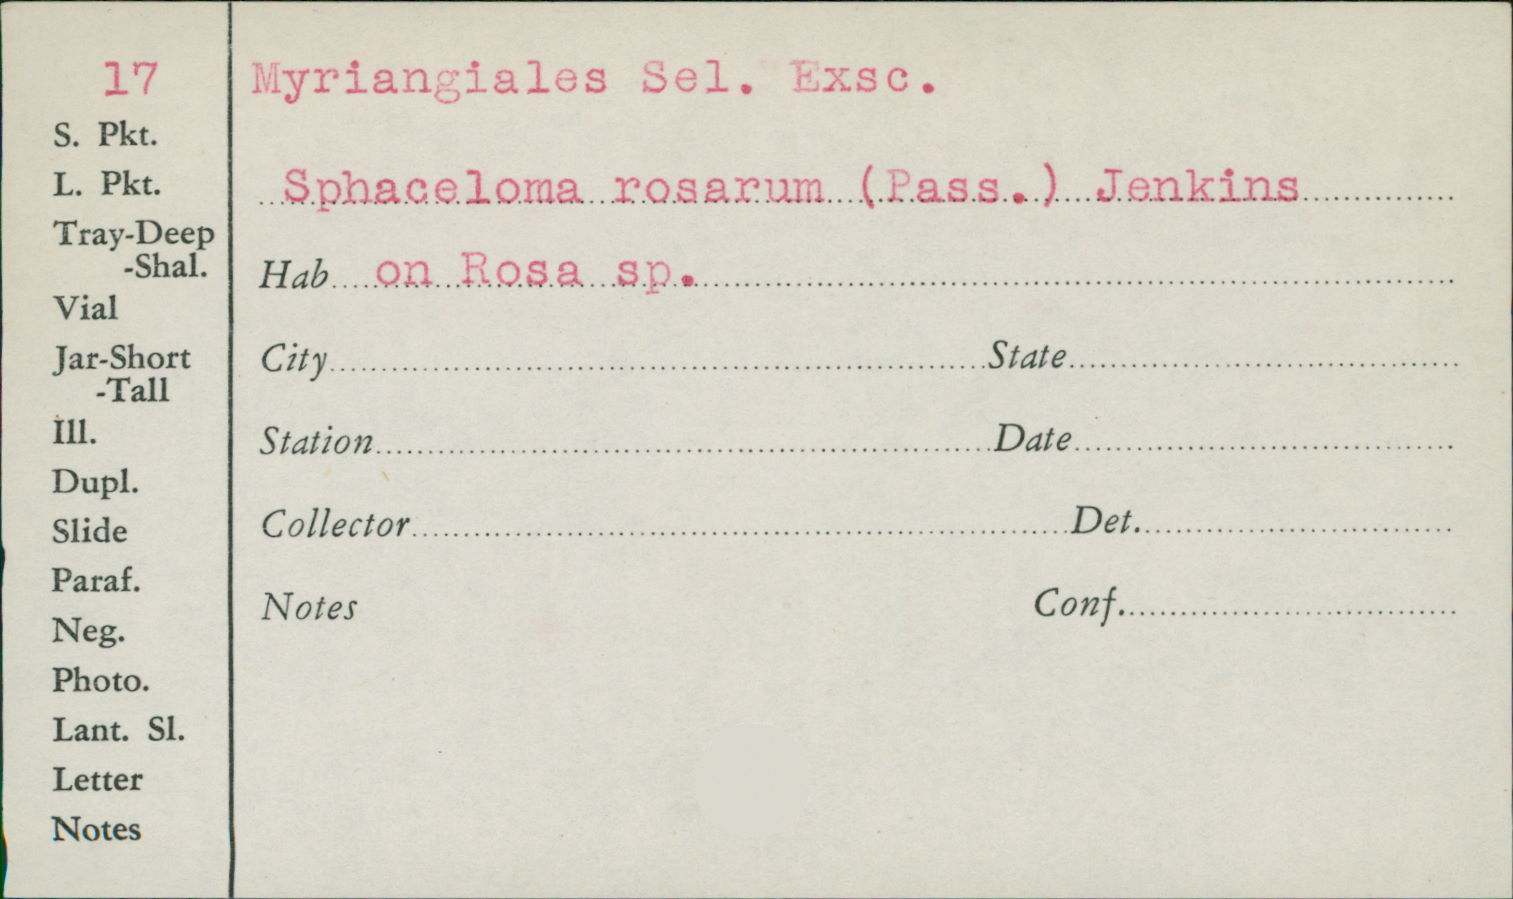 17
S. Pkt.
L. Pkt.
Tray-Deep
-Shal.
Vial
Jar-Short
-Tall
Ill.
Dupl.
Slide
Paraf.
Neg.
Photo.
Lant. Sl.
Letter
Notes
Myriangiales Sel. Exsc.
Sphaceloma rosarum (Pass.) Jenkins
Hab on Rosa sp.
City State
Station Date
Collector Det.
Notes Conf.